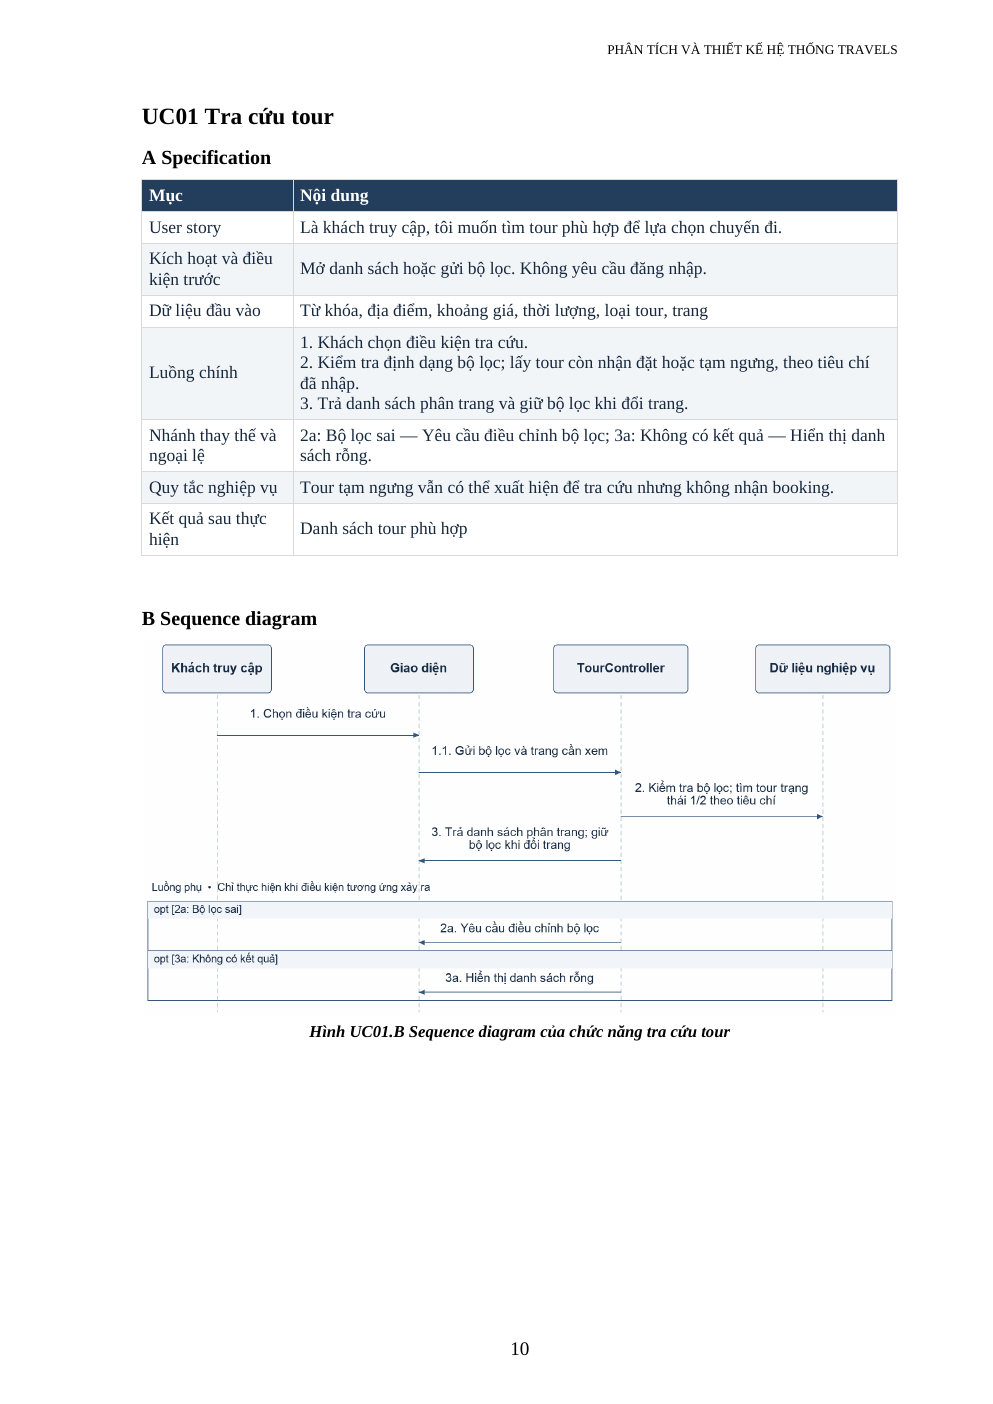 PHÂN TÍCH VÀ THIẾT KẾ HỆ THỐNG TRAVELS
UC01 Tra cứu tour
A Specification
Mục
Nội dung
User story
Là khách truy cập, tôi muốn tìm tour phù hợp để lựa chọn chuyến đi.
Kích hoạt và điều
kiện trước
Mở danh sách hoặc gửi bộ lọc. Không yêu cầu đăng nhập.
Dữ liệu đầu vào
Từ khóa, địa điểm, khoảng giá, thời lượng, loại tour, trang
Luồng chính
1. Khách chọn điều kiện tra cứu.
2. Kiểm tra định dạng bộ lọc; lấy tour còn nhận đặt hoặc tạm ngưng, theo tiêu chí
đã nhập.
3. Trả danh sách phân trang và giữ bộ lọc khi đổi trang.
Nhánh thay thế và
ngoại lệ
2a: Bộ lọc sai — Yêu cầu điều chỉnh bộ lọc; 3a: Không có kết quả — Hiển thị danh
sách rỗng.
Quy tắc nghiệp vụ
Tour tạm ngưng vẫn có thể xuất hiện để tra cứu nhưng không nhận booking.
Kết quả sau thực
hiện
Danh sách tour phù hợp
B Sequence diagram
Khách truy cập
Giao diện
TourController
Dữ liệu nghiệp vụ
1. Chọn điều kiện tra cứu
1.1. Gửi bộ lọc và trang cần xem
2. Kiểm tra bộ lọc; tìm tour trạng
thái 1/2 theo tiêu chí
3. Trả danh sách phân trang; giữ
bộ lọc khi đổi trang
Luồng phụ • Chỉ thực hiện khi điều kiện tương ứng xảy ra
opt [2a: Bộ lọc sai]
2a. Yêu cầu điều chỉnh bộ lọc
opt [3a: Không có kết quả]
3a. Hiển thị danh sách rỗng
Hình UC01.B Sequence diagram của chức năng tra cứu tour
10